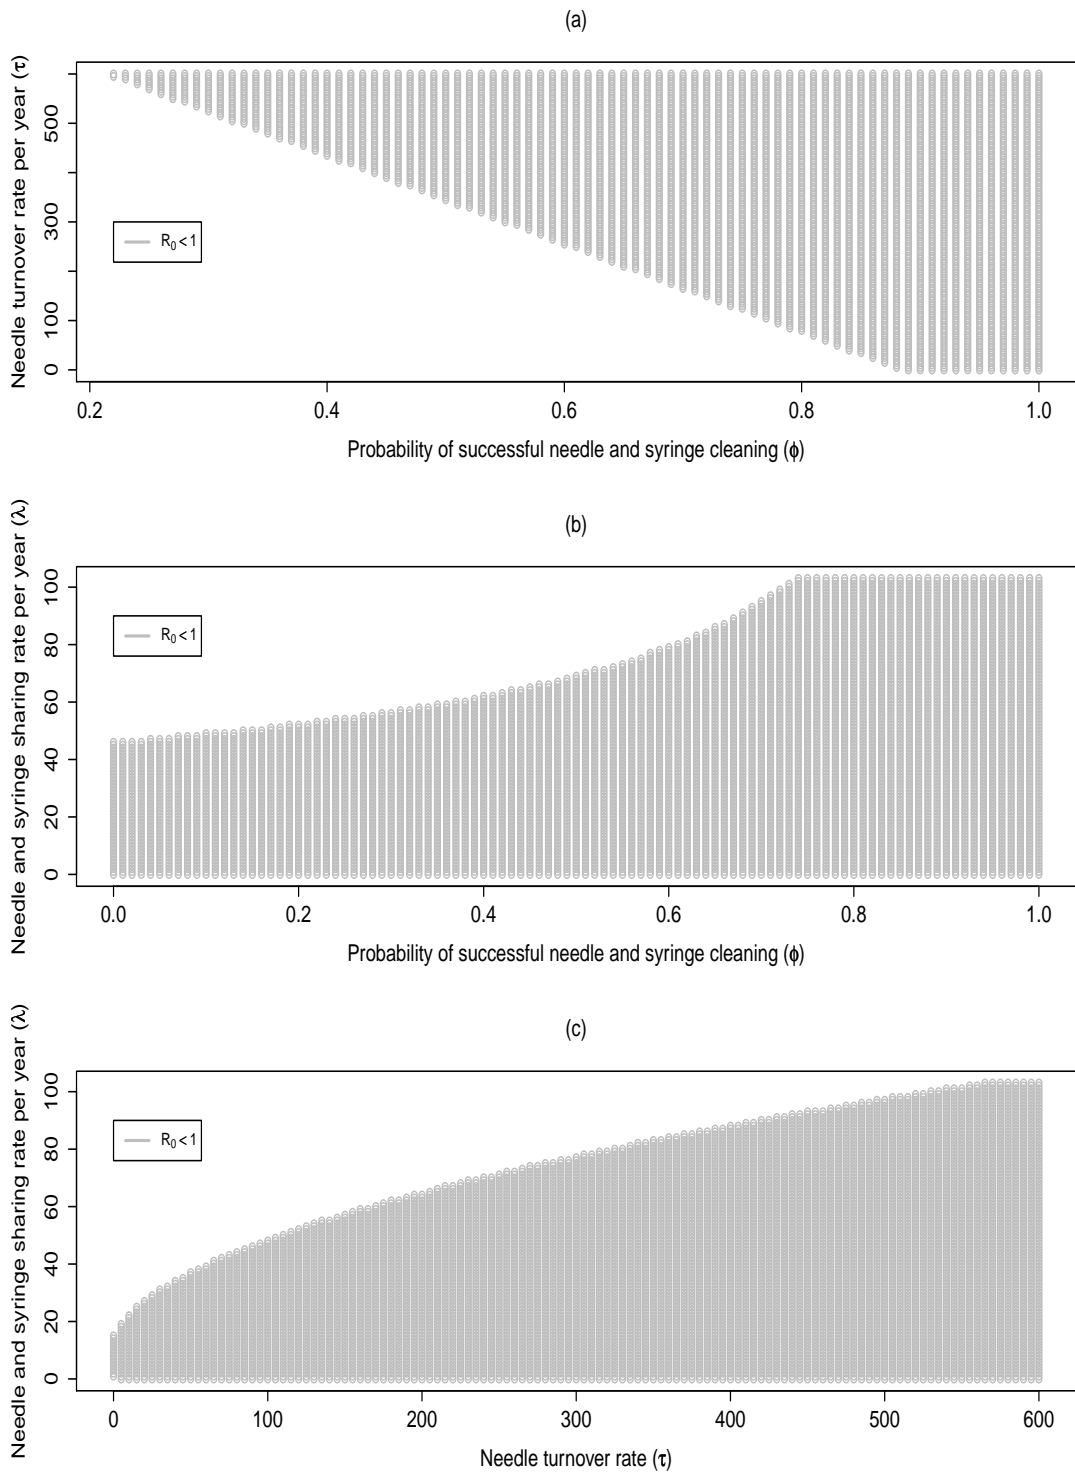 (a)
Needle turnover rate per year (τ)
500
300
100
0
R₀ < 1
0.2 0.4 0.6 0.8 1.0
Probability of successful needle and syringe cleaning (ϕ)
(b)
Needle and syringe sharing rate per year (λ)
100
80
60
40
20
0
R₀ < 1
0.0 0.2 0.4 0.6 0.8 1.0
Probability of successful needle and syringe cleaning (ϕ)
(c)
Needle and syringe sharing rate per year (λ)
100
80
60
40
20
0
R₀ < 1
0 100 200 300 400 500 600
Needle turnover rate (τ)